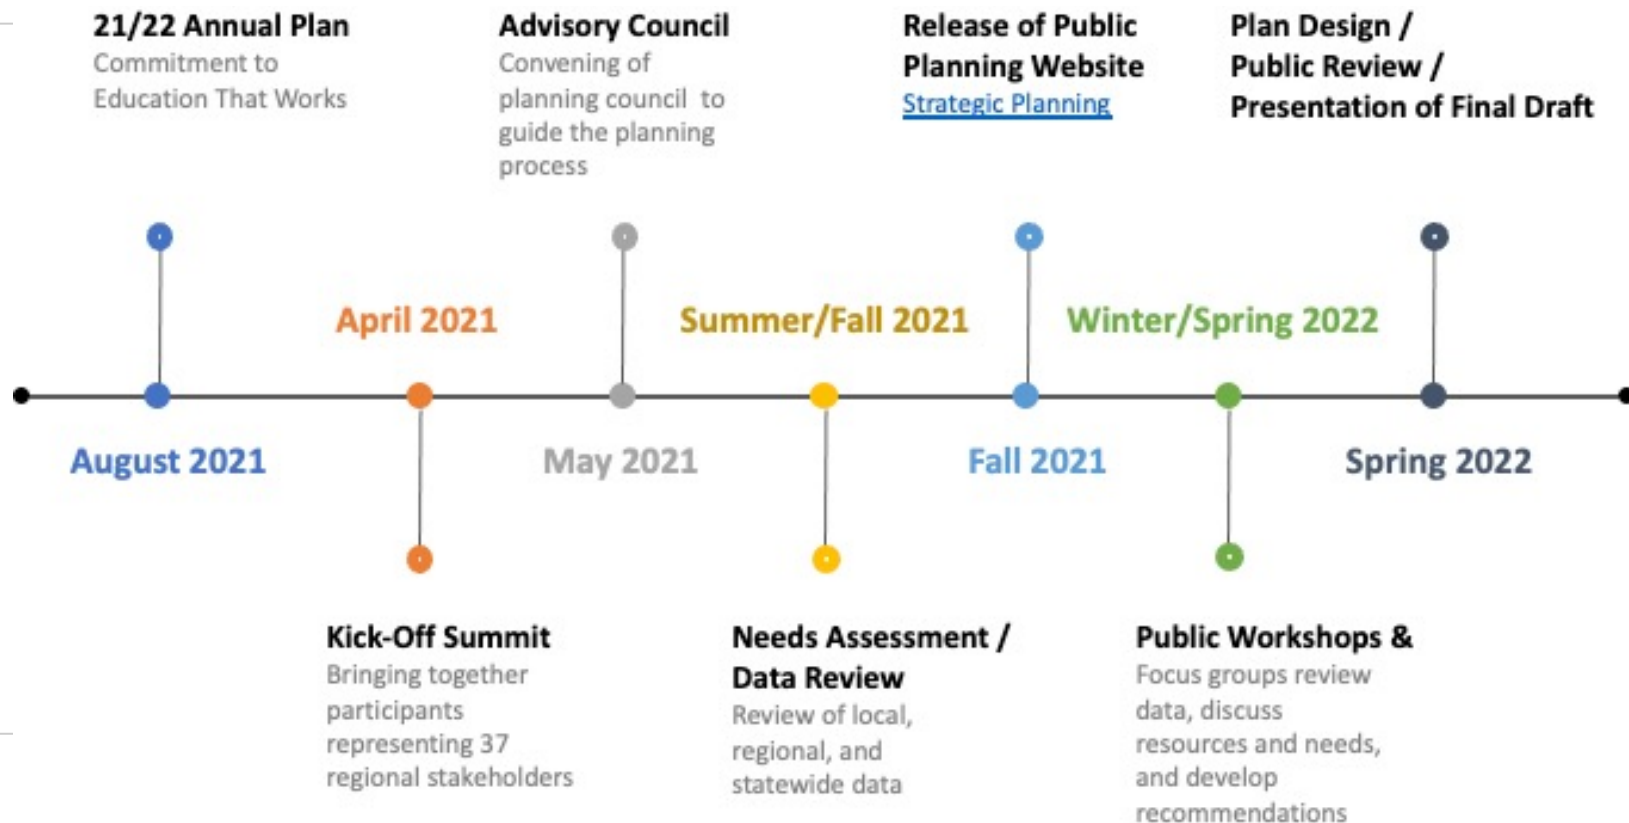 21/22 Annual Plan
Commitment to
Education That Works
Advisory Council
Convening of
planning council to
guide the planning
process
Release of Public
Planning Website
Strategic Planning
Plan Design /
Public Review /
Presentation of Final Draft
April 2021
Summer/Fall 2021
Winter/Spring 2022
August 2021
May 2021
Fall 2021
Spring 2022
Kick-Off Summit
Bringing together
participants
representing 37
regional stakeholders
Needs Assessment /
Data Review
Review of local,
regional, and
statewide data
Public Workshops &
Focus groups review
data, discuss
resources and needs,
and develop
recommendations